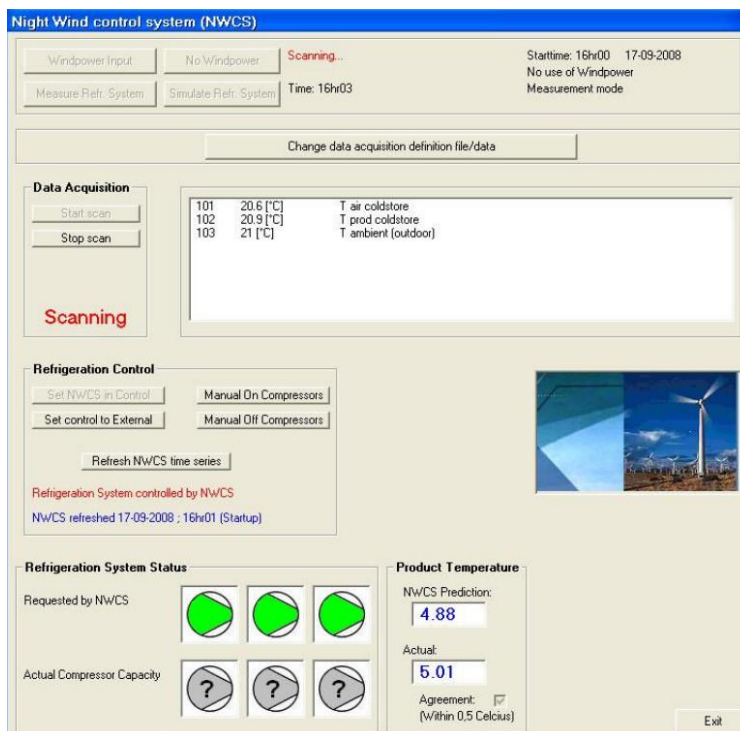 Night Wind control system (NWCS)
Windpower Input
No Windpower
Scanning...
Starttime: 16hr00 17-09-2008
No use of Windpower
Measure Refr. System
Simulate Refr. System
Time: 16hr03
Measurement mode
Change data acquisition definition file/data
Data Acquisition
Start scan
Stop scan
Scanning
101 20.6 [°C] T air coldstore
102 20.9 [°C] T prod coldstore
103 21 [°C] T ambient (outdoor)
Refrigeration Control
Set NWCS in Control
Manual On Compressors
Set control to External
Manual Off Compressors
Refresh NWCS time series
Refrigeration System controlled by NWCS
NWCS refreshed 17-09-2008 ; 16hr01 (Startup)
Refrigeration System Status
Requested by NWCS
Actual Compressor Capacity
? ? ?
Product Temperature
NWCS Prediction:
4.88
Actual:
5.01
Agreement:
(Within 0,5 Celcius)
Exit